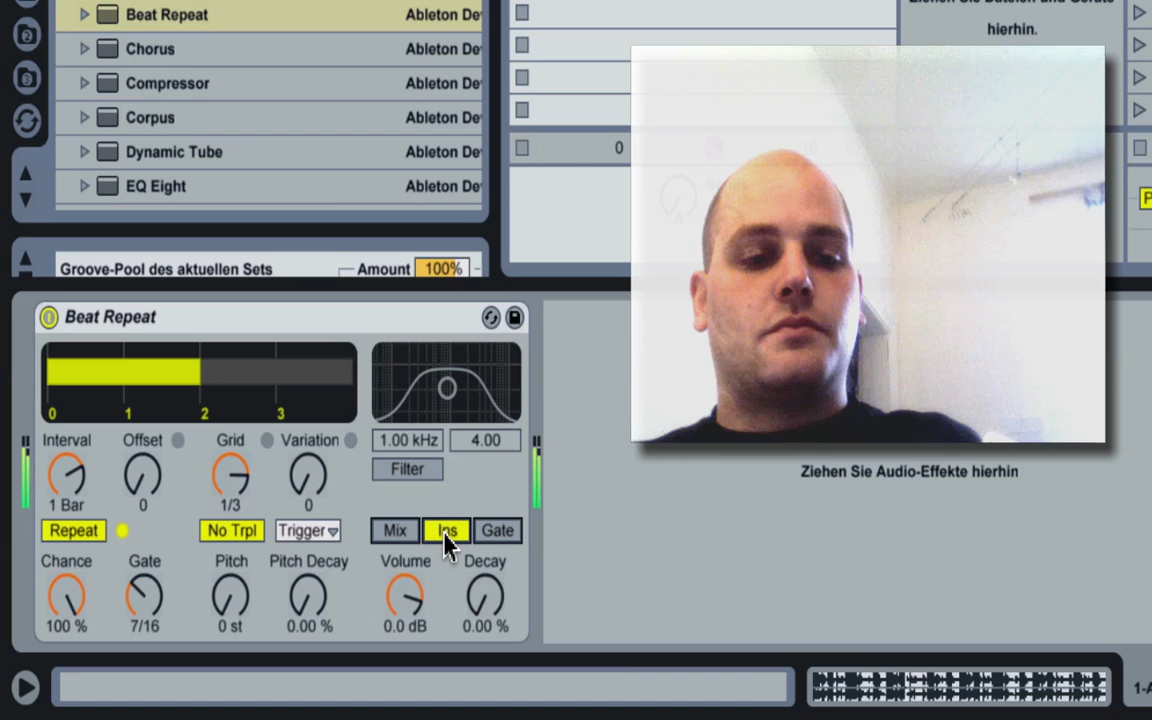 Beat Repeat
Ableton De
hierhin.
Chorus
Ableton De
Compressor
Ableton De
Corpus
Ableton De
Dynamic Tube
Ableton De
0
EQ Eight
Ableton De
Groove-Pool des aktuellen Sets
Amount 100%
Beat Repeat
0 1 2 3
Interval Offset Grid Variation
1.00 kHz 4.00
Filter
1 Bar 0 1/3 0
Ziehen Sie Audio-Effekte hierhin
Repeat No Trpl Trigger Mix Ins Gate
Chance Gate Pitch Pitch Decay Volume Decay
100 % 7/16 0 st 0.00 % 0.0 dB 0.00 %
1-A